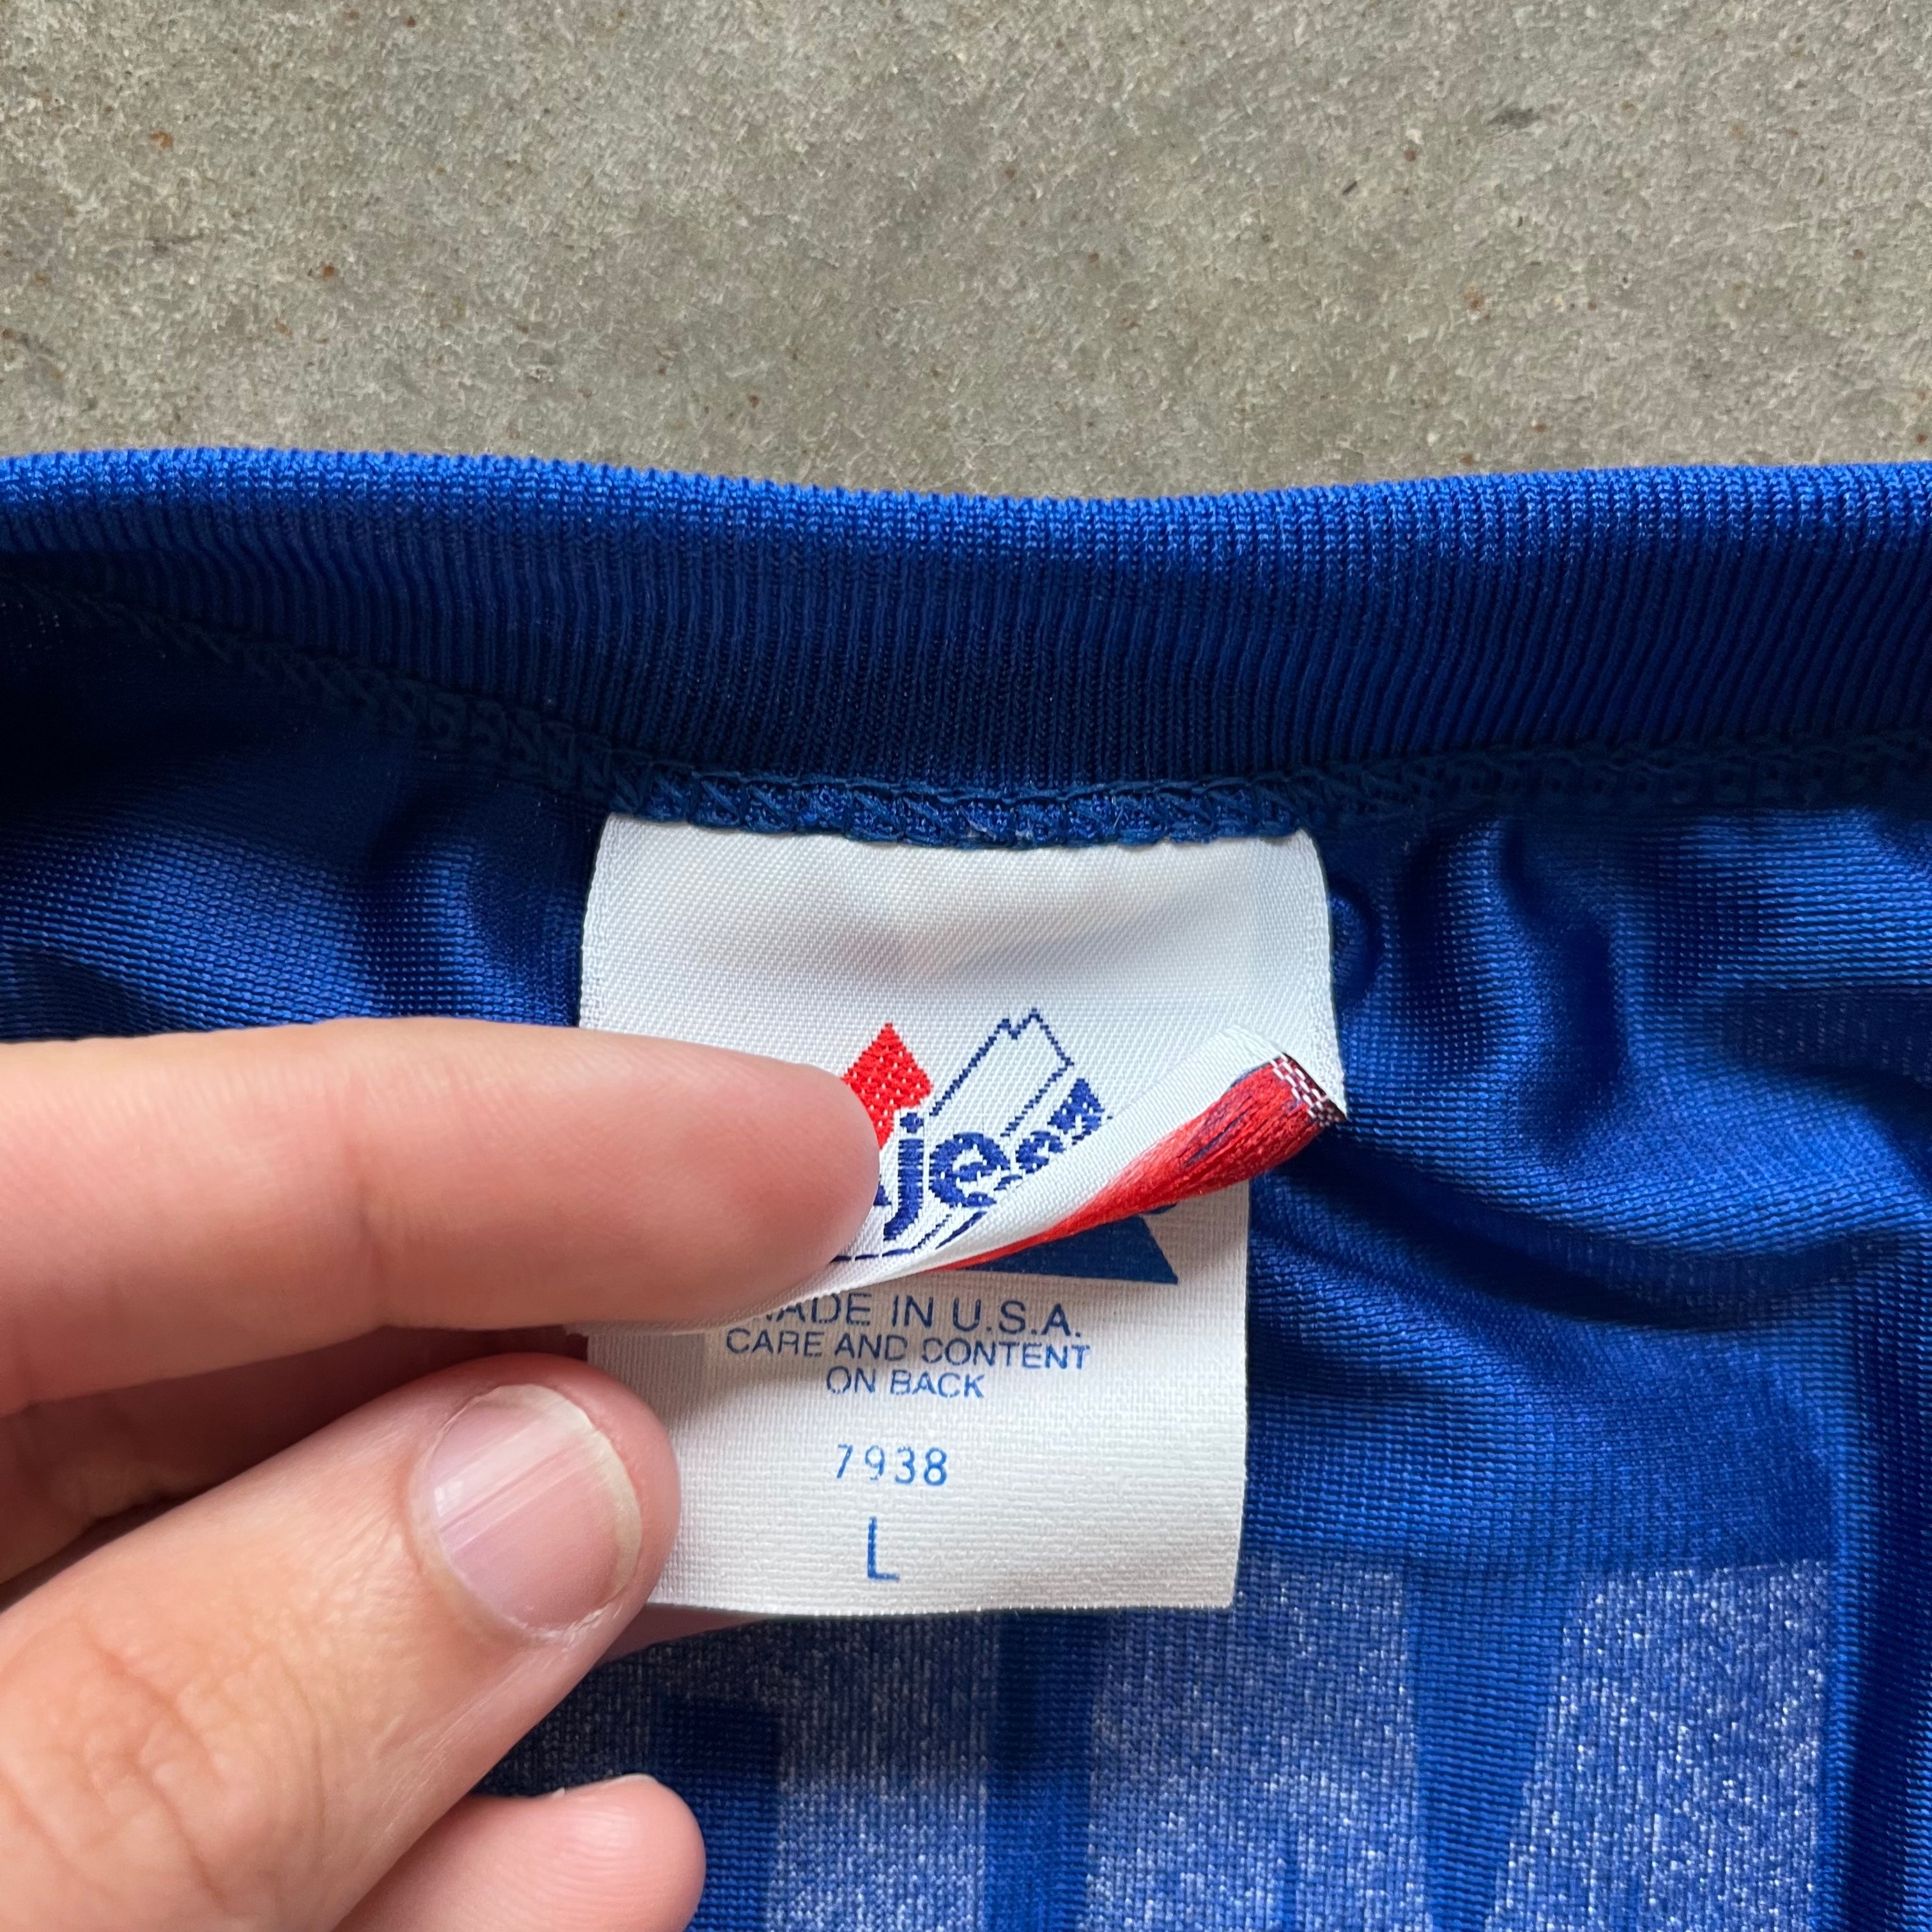 MADE IN U.S.A.
CARE AND CONTENT
ON BACK
7938
L